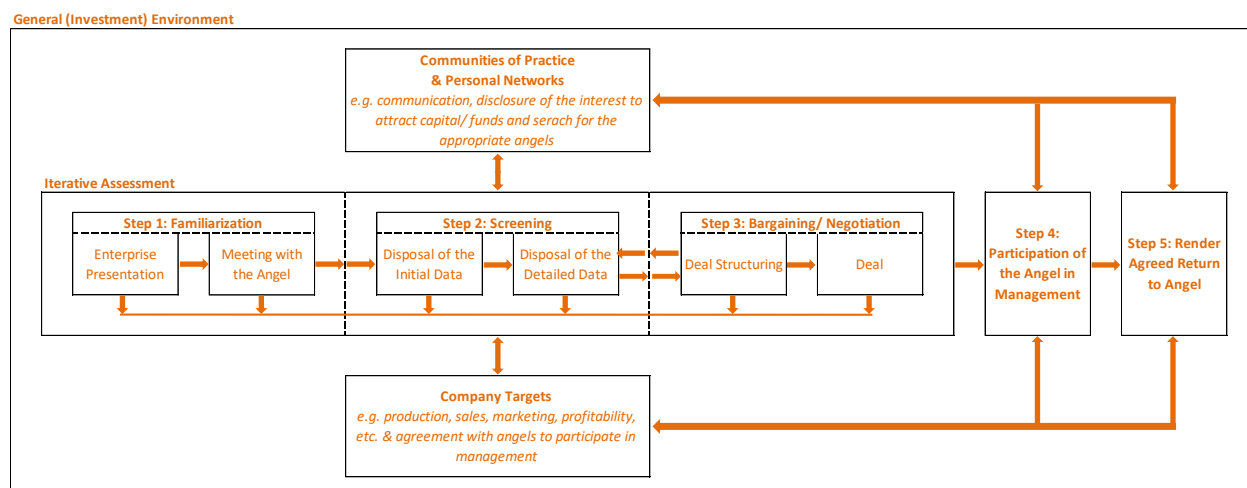 General (Investment) Environment
Communities of Practice
& Personal Networks
e.g. communication, disclosure of the interest to
attract capital/ funds and serach for the
appropriate angels
Iterative Assessment
Step 1: Familiarization
Enterprise
Presentation
Meeting with
the Angel
Step 2: Screening
Disposal of the
Initial Data
Disposal of the
Detailed Data
Step 3: Bargaining/ Negotiation
Deal Structuring
Deal
Step 4:
Participation of
the Angel in
Management
Step 5: Render
Agreed Return
to Angel
Company Targets
e.g. production, sales, marketing, profitability,
etc. & agreement with angels to participate in
management